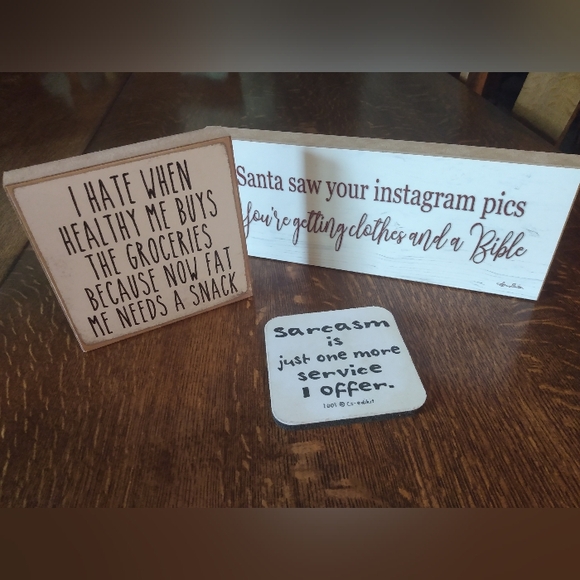 I HATE WHEN
HEALTHY ME BUYS
THE GROCERIES
BECAUSE NOW FAT
ME NEEDS A SNACK
Santa saw your instagram pics
You're getting clothes and a Bible
Sarcasm
is
just one more
service
I offer.